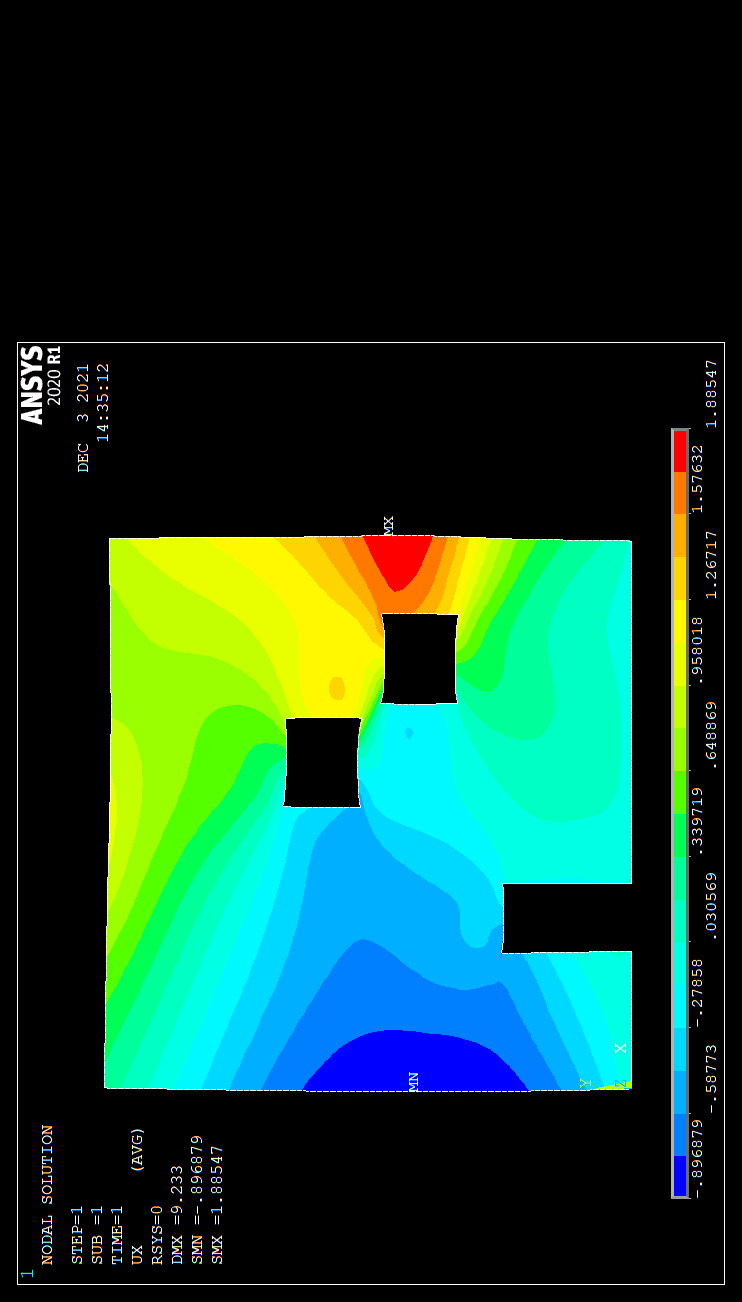 1
NODAL SOLUTION
STEP=1
SUB =1
TIME=1
UX (AVG)
RSYS=0
DMX =9.233
SMN =-.896879
SMX =1.88547
ANSYS
2020 R1
DEC 3 2021
14:35:12
MX
MN
Y
Z X
-.896879
-.58773
-.27858
.030569
.339719
.648869
.958018
1.26717
1.57632
1.88547